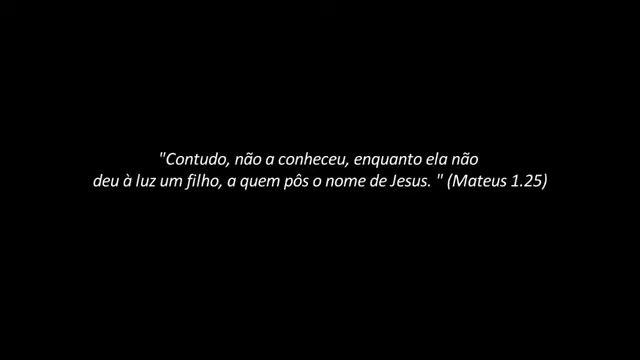 "Contudo, não a conheceu, enquanto ela não
deu à luz um filho, a quem pôs o nome de Jesus. " (Mateus 1.25)